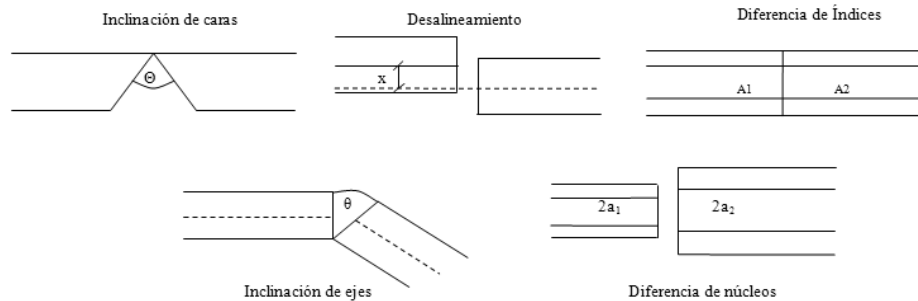 Inclinación de caras
Desalineamiento
Diferencia de Índices
Θ
x
A1
A2
θ
2a₁
2a₂
Inclinación de ejes
Diferencia de núcleos